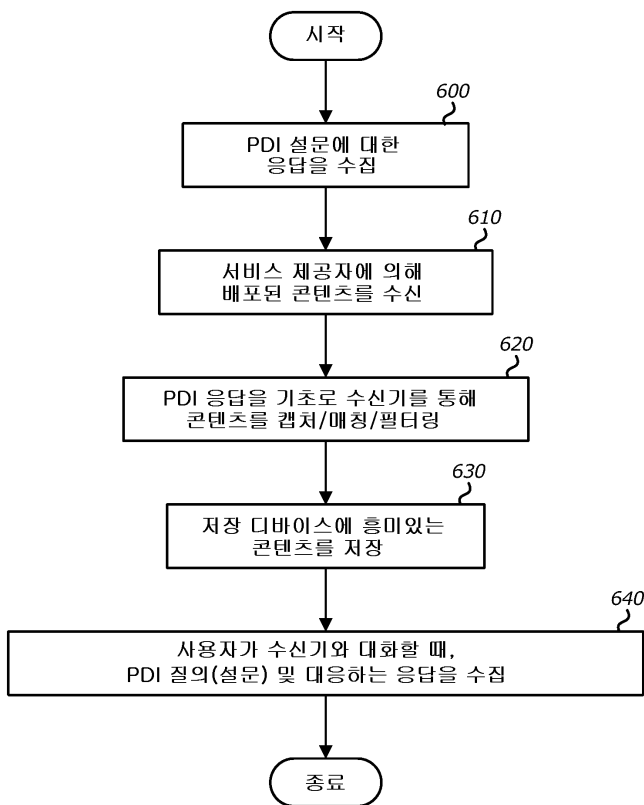 시작
600
PDI 설문에 대한
응답을 수집
610
서비스 제공자에 의해
배포된 콘텐츠를 수신
620
PDI 응답을 기초로 수신기를 통해
콘텐츠를 캡처/매칭/필터링
630
저장 디바이스에 흥미있는
콘텐츠를 저장
640
사용자가 수신기와 대화할 때,
PDI 질의(설문) 및 대응하는 응답을 수집
종료